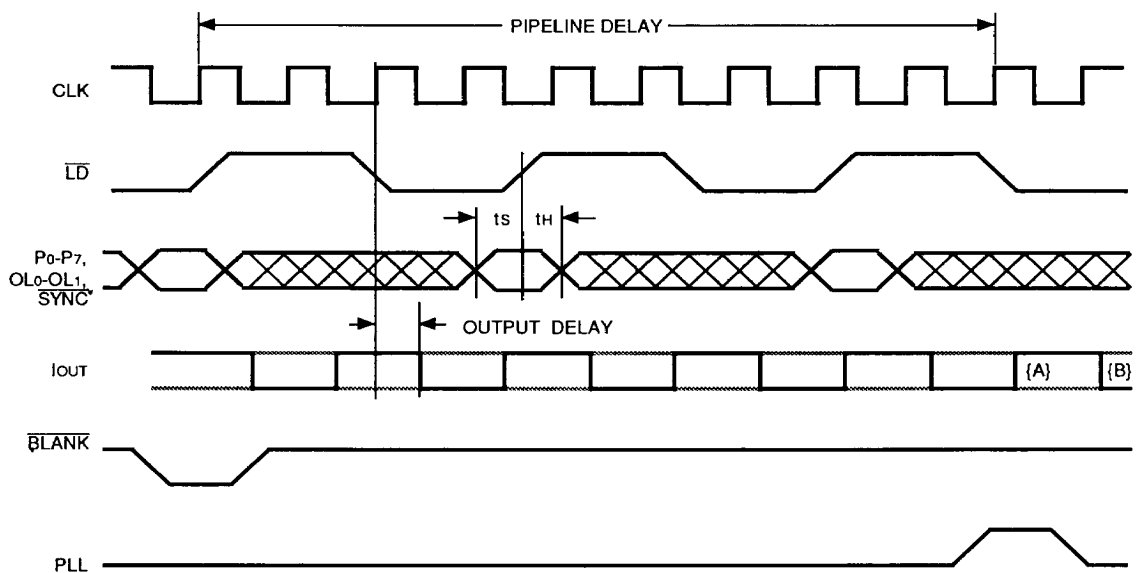 PIPELINE DELAY
CLK
LD
tS tH
P0-P7,
OL0-OL1,
SYNC
OUTPUT DELAY
IOUT
{A} {B}
BLANK
PLL